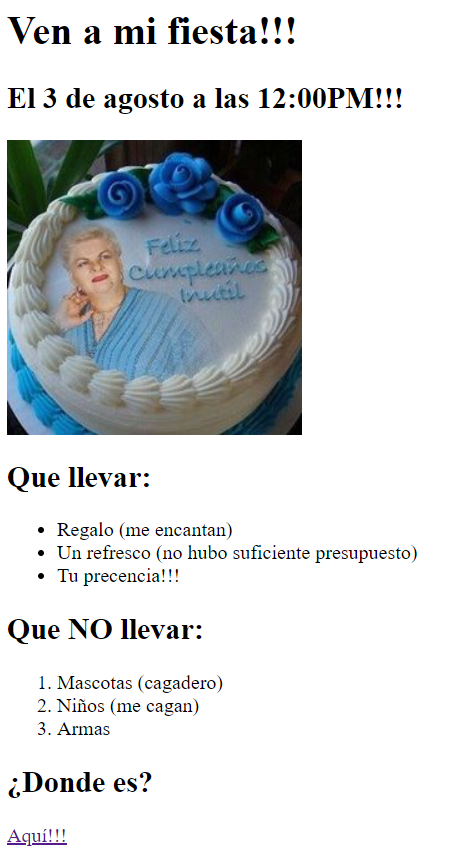 Ven a mi fiesta!!!
El 3 de agosto a las 12:00PM!!!
Feliz
Cumpleaños
Inutil
Que llevar:
• Regalo (me encantan)
• Un refresco (no hubo suficiente presupuesto)
• Tu precencia!!!
Que NO llevar:
1. Mascotas (cagadero)
2. Niños (me cagan)
3. Armas
¿Donde es?
Aquí!!!